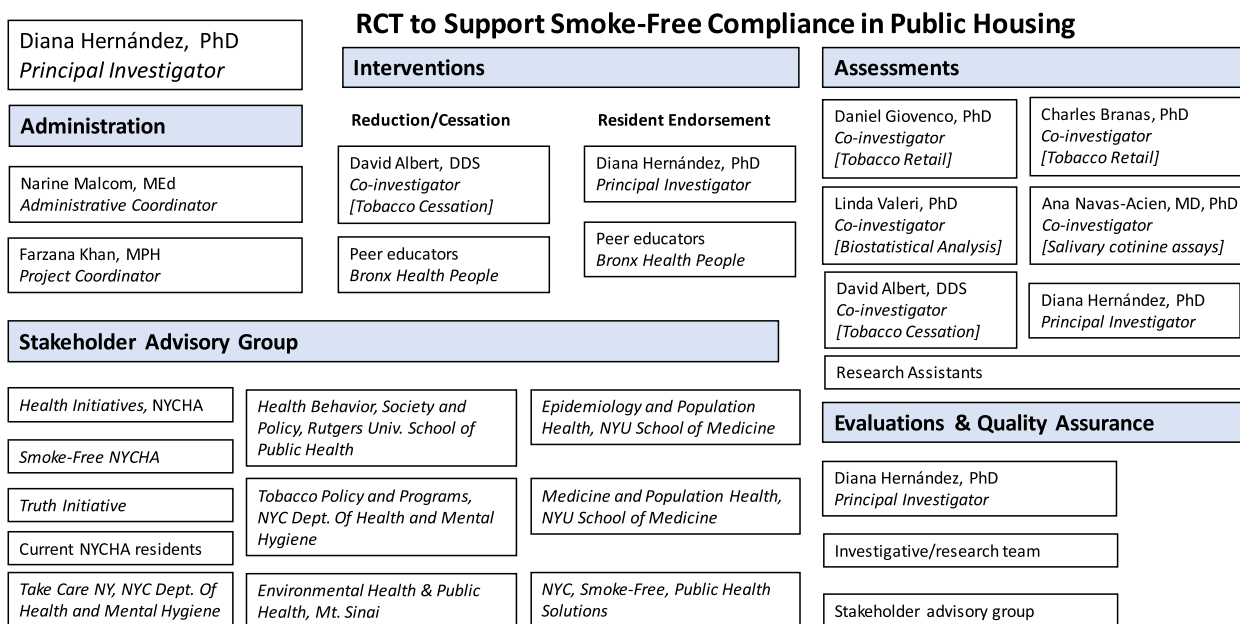 RCT to Support Smoke-Free Compliance in Public Housing
Diana Hernández, PhD
Principal Investigator
Administration
Narine Malcom, MEd
Administrative Coordinator
Farzana Khan, MPH
Project Coordinator
Interventions
Reduction/Cessation
David Albert, DDS
Co-investigator
[Tobacco Cessation]
Peer educators
Bronx Health People
Resident Endorsement
Diana Hernández, PhD
Principal Investigator
Peer educators
Bronx Health People
Assessments
Daniel Giovenco, PhD
Co-investigator
[Tobacco Retail]
Charles Branas, PhD
Co-investigator
[Tobacco Retail]
Linda Valeri, PhD
Co-investigator
[Biostatistical Analysis]
Ana Navas-Acien, MD, PhD
Co-investigator
[Salivary cotinine assays]
David Albert, DDS
Co-investigator
[Tobacco Cessation]
Diana Hernández, PhD
Principal Investigator
Research Assistants
Stakeholder Advisory Group
Health Initiatives, NYCHA
Smoke-Free NYCHA
Truth Initiative
Current NYCHA residents
Take Care NY, NYC Dept. Of
Health and Mental Hygiene
Health Behavior, Society and
Policy, Rutgers Univ. School of
Public Health
Tobacco Policy and Programs,
NYC Dept. Of Health and Mental
Hygiene
Environmental Health & Public
Health, Mt. Sinai
Epidemiology and Population
Health, NYU School of Medicine
Medicine and Population Health,
NYU School of Medicine
NYC, Smoke-Free, Public Health
Solutions
Evaluations & Quality Assurance
Diana Hernández, PhD
Principal Investigator
Investigative/research team
Stakeholder advisory group